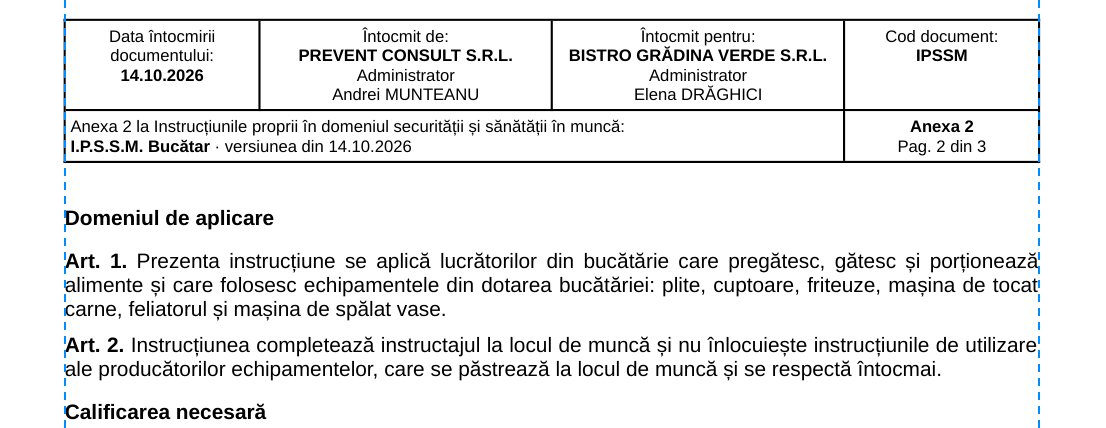 Data întocmirii
documentului:
14.10.2026
Întocmit de:
PREVENT CONSULT S.R.L.
Administrator
Andrei MUNTEANU
Întocmit pentru:
BISTRO GRĂDINA VERDE S.R.L.
Administrator
Elena DRĂGHICI
Cod document:
IPSSM
Anexa 2 la Instrucțiunile proprii în domeniul securității și sănătății în muncă:
I.P.S.S.M. Bucătar · versiunea din 14.10.2026
Anexa 2
Pag. 2 din 3
Domeniul de aplicare
Art. 1. Prezenta instrucțiune se aplică lucrătorilor din bucătărie care pregătesc, gătesc și porționează
alimente și care folosesc echipamentele din dotarea bucătăriei: plite, cuptoare, friteuze, mașina de tocat
carne, feliatorul și mașina de spălat vase.
Art. 2. Instrucțiunea completează instructajul la locul de muncă și nu înlocuiește instrucțiunile de utilizare
ale producătorilor echipamentelor, care se păstrează la locul de muncă și se respectă întocmai.
Calificarea necesară